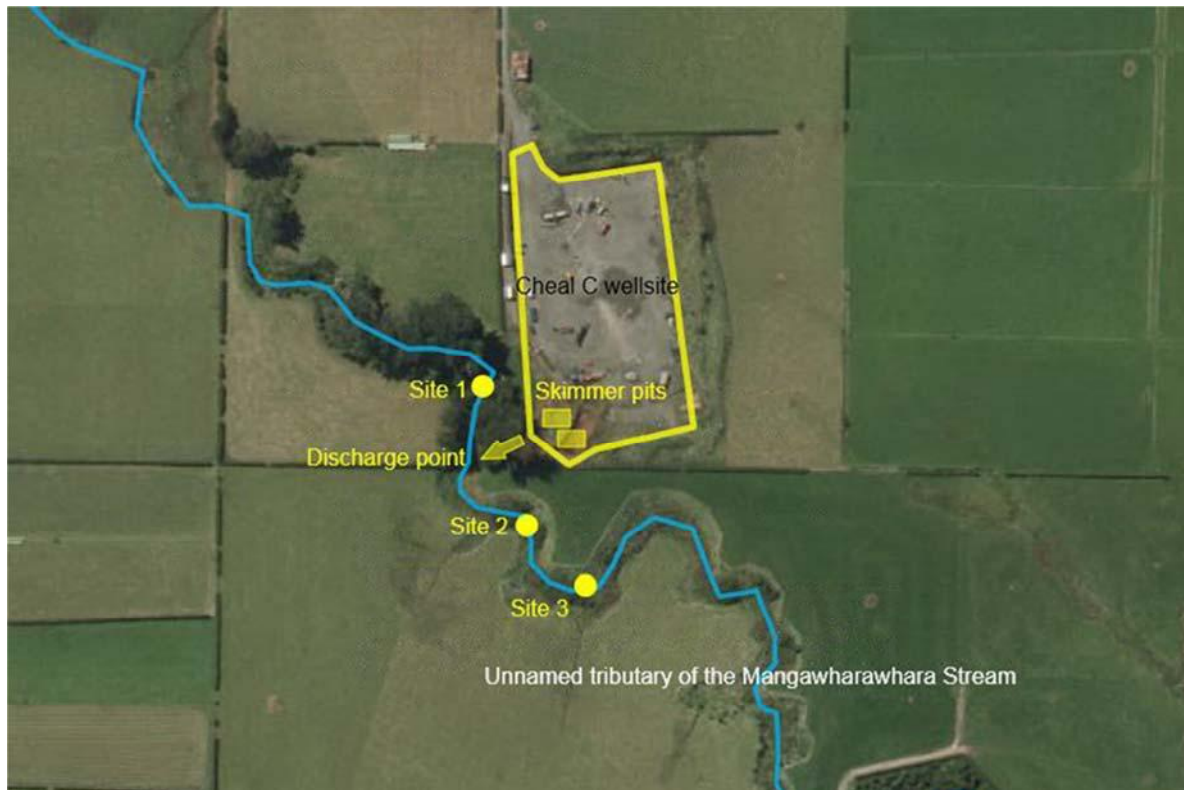 Cheal C wellsite
Site 1
Skimmer pits
Discharge point
Site 2
Site 3
Unnamed tributary of the Mangawharawhara Stream